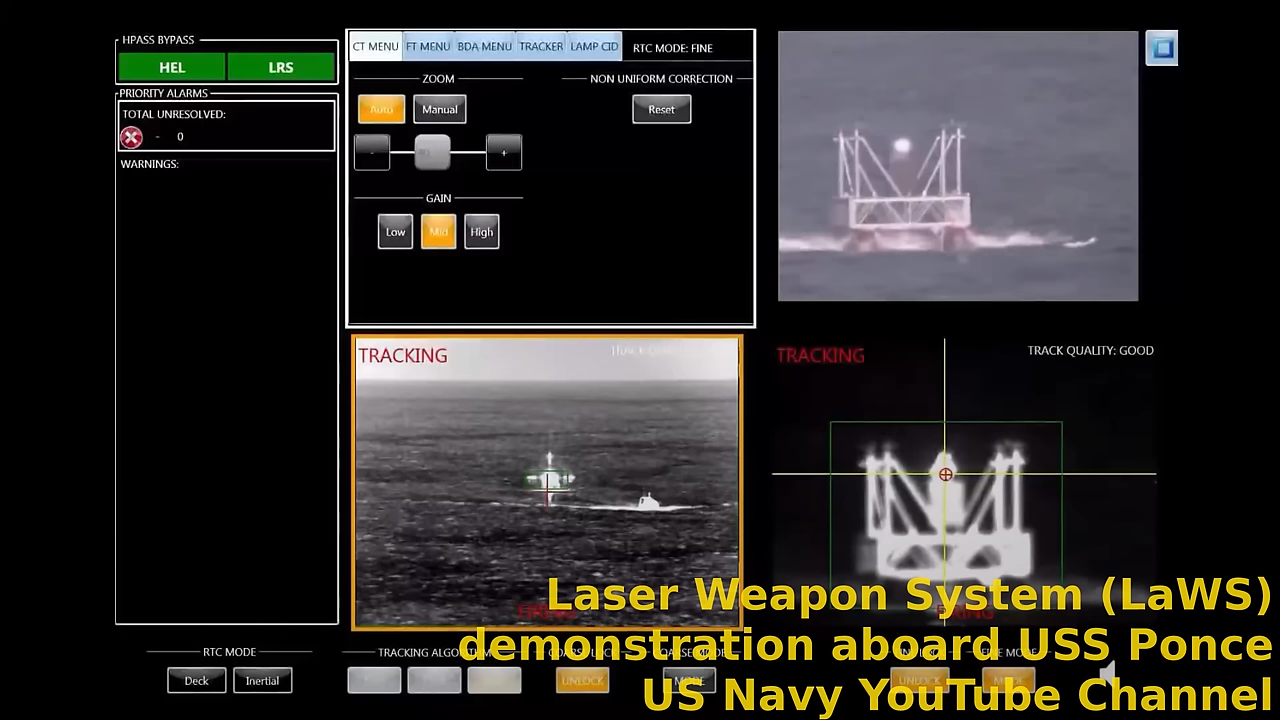 HPASS BYPASS
HEL LRS
PRIORITY ALARMS
TOTAL UNRESOLVED:
- 0
WARNINGS:
CT MENU FT MENU BDA MENU TRACKER LAMP CID RTC MODE: FINE
ZOOM
Auto Manual
- +
GAIN
Low Mid High
NON UNIFORM CORRECTION
Reset
TRACKING
TRACKING TRACK QUALITY: GOOD
RTC MODE
Deck Inertial
TRACKING
UNLOCK MODE
Laser Weapon System (LaWS)
demonstration aboard USS Ponce
US Navy YouTube Channel